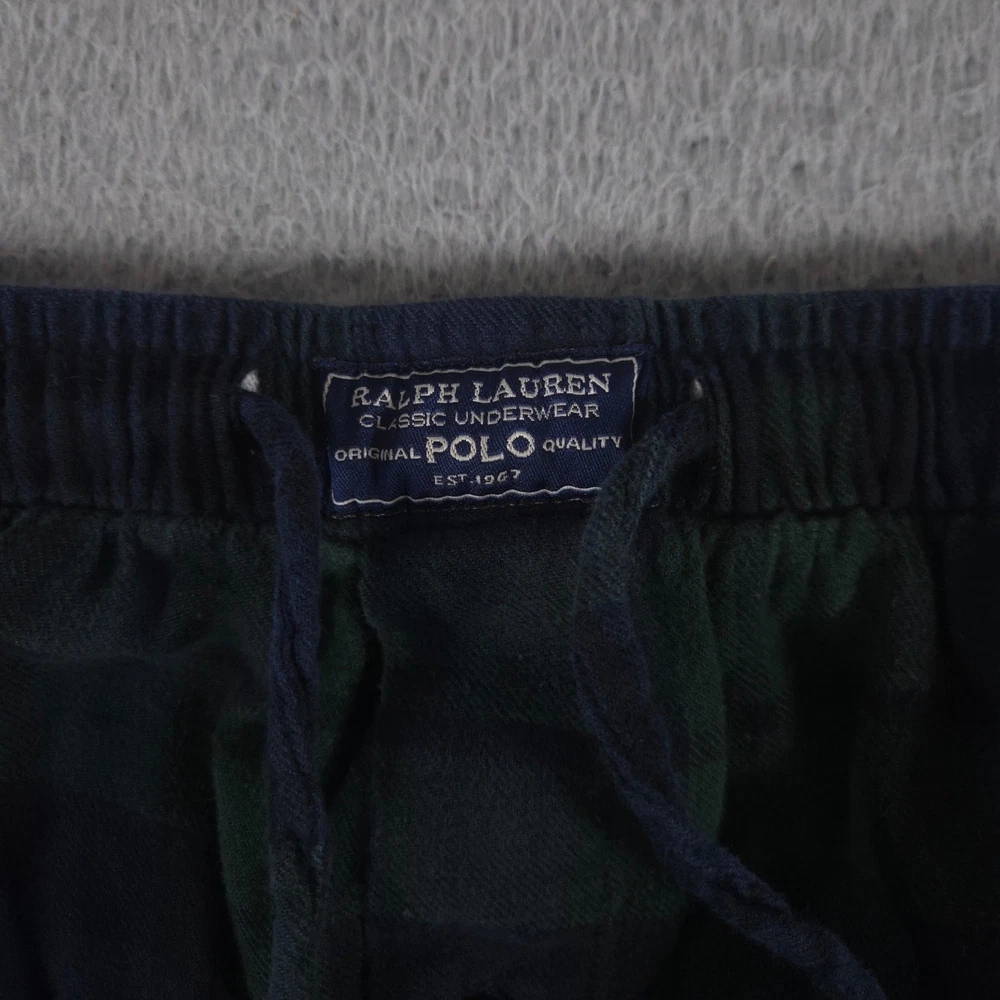 RALPH LAUREN
CLASSIC UNDERWEAR
ORIGINAL POLO QUALITY
EST. 1967